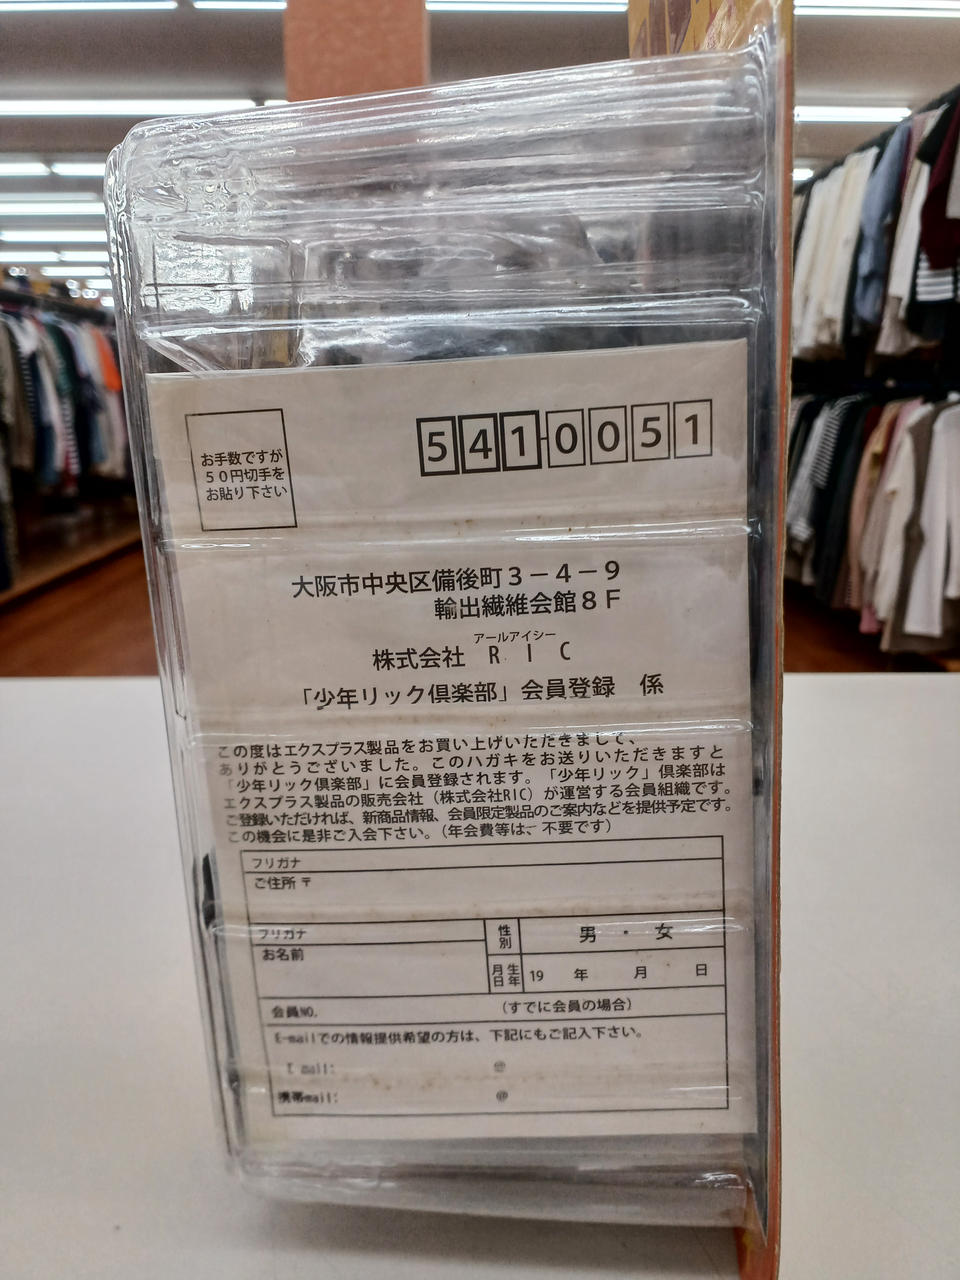 お手数ですが
５０円切手を
お貼り下さい
541-0051
大阪市中央区備後町３－４－９
輸出繊維会館８Ｆ
アールアイシー
株式会社 ＲＩＣ
「少年リック倶楽部」会員登録 係
この度はエクスプラス製品をお買い上げいただきまして、
ありがとうございました。このハガキをお送りいただきますと
「少年リック倶楽部」に会員登録されます。「少年リック」倶楽部は
エクスプラス製品の販売会社（株式会社RIC）が運営する会員組織です。
ご登録いただければ、新商品情報、会員限定製品のご案内などを提供予定です。
この機会に是非ご入会下さい。（年会費等は、不要です）
フリガナ
ご住所 〒
フリガナ
お名前
性別
男 ・ 女
生年月日
19 年 月 日
会員NO. （すでに会員の場合）
E-mailでの情報提供希望の方は、下記にもご記入下さい。
E mail: @
携帯mail: @